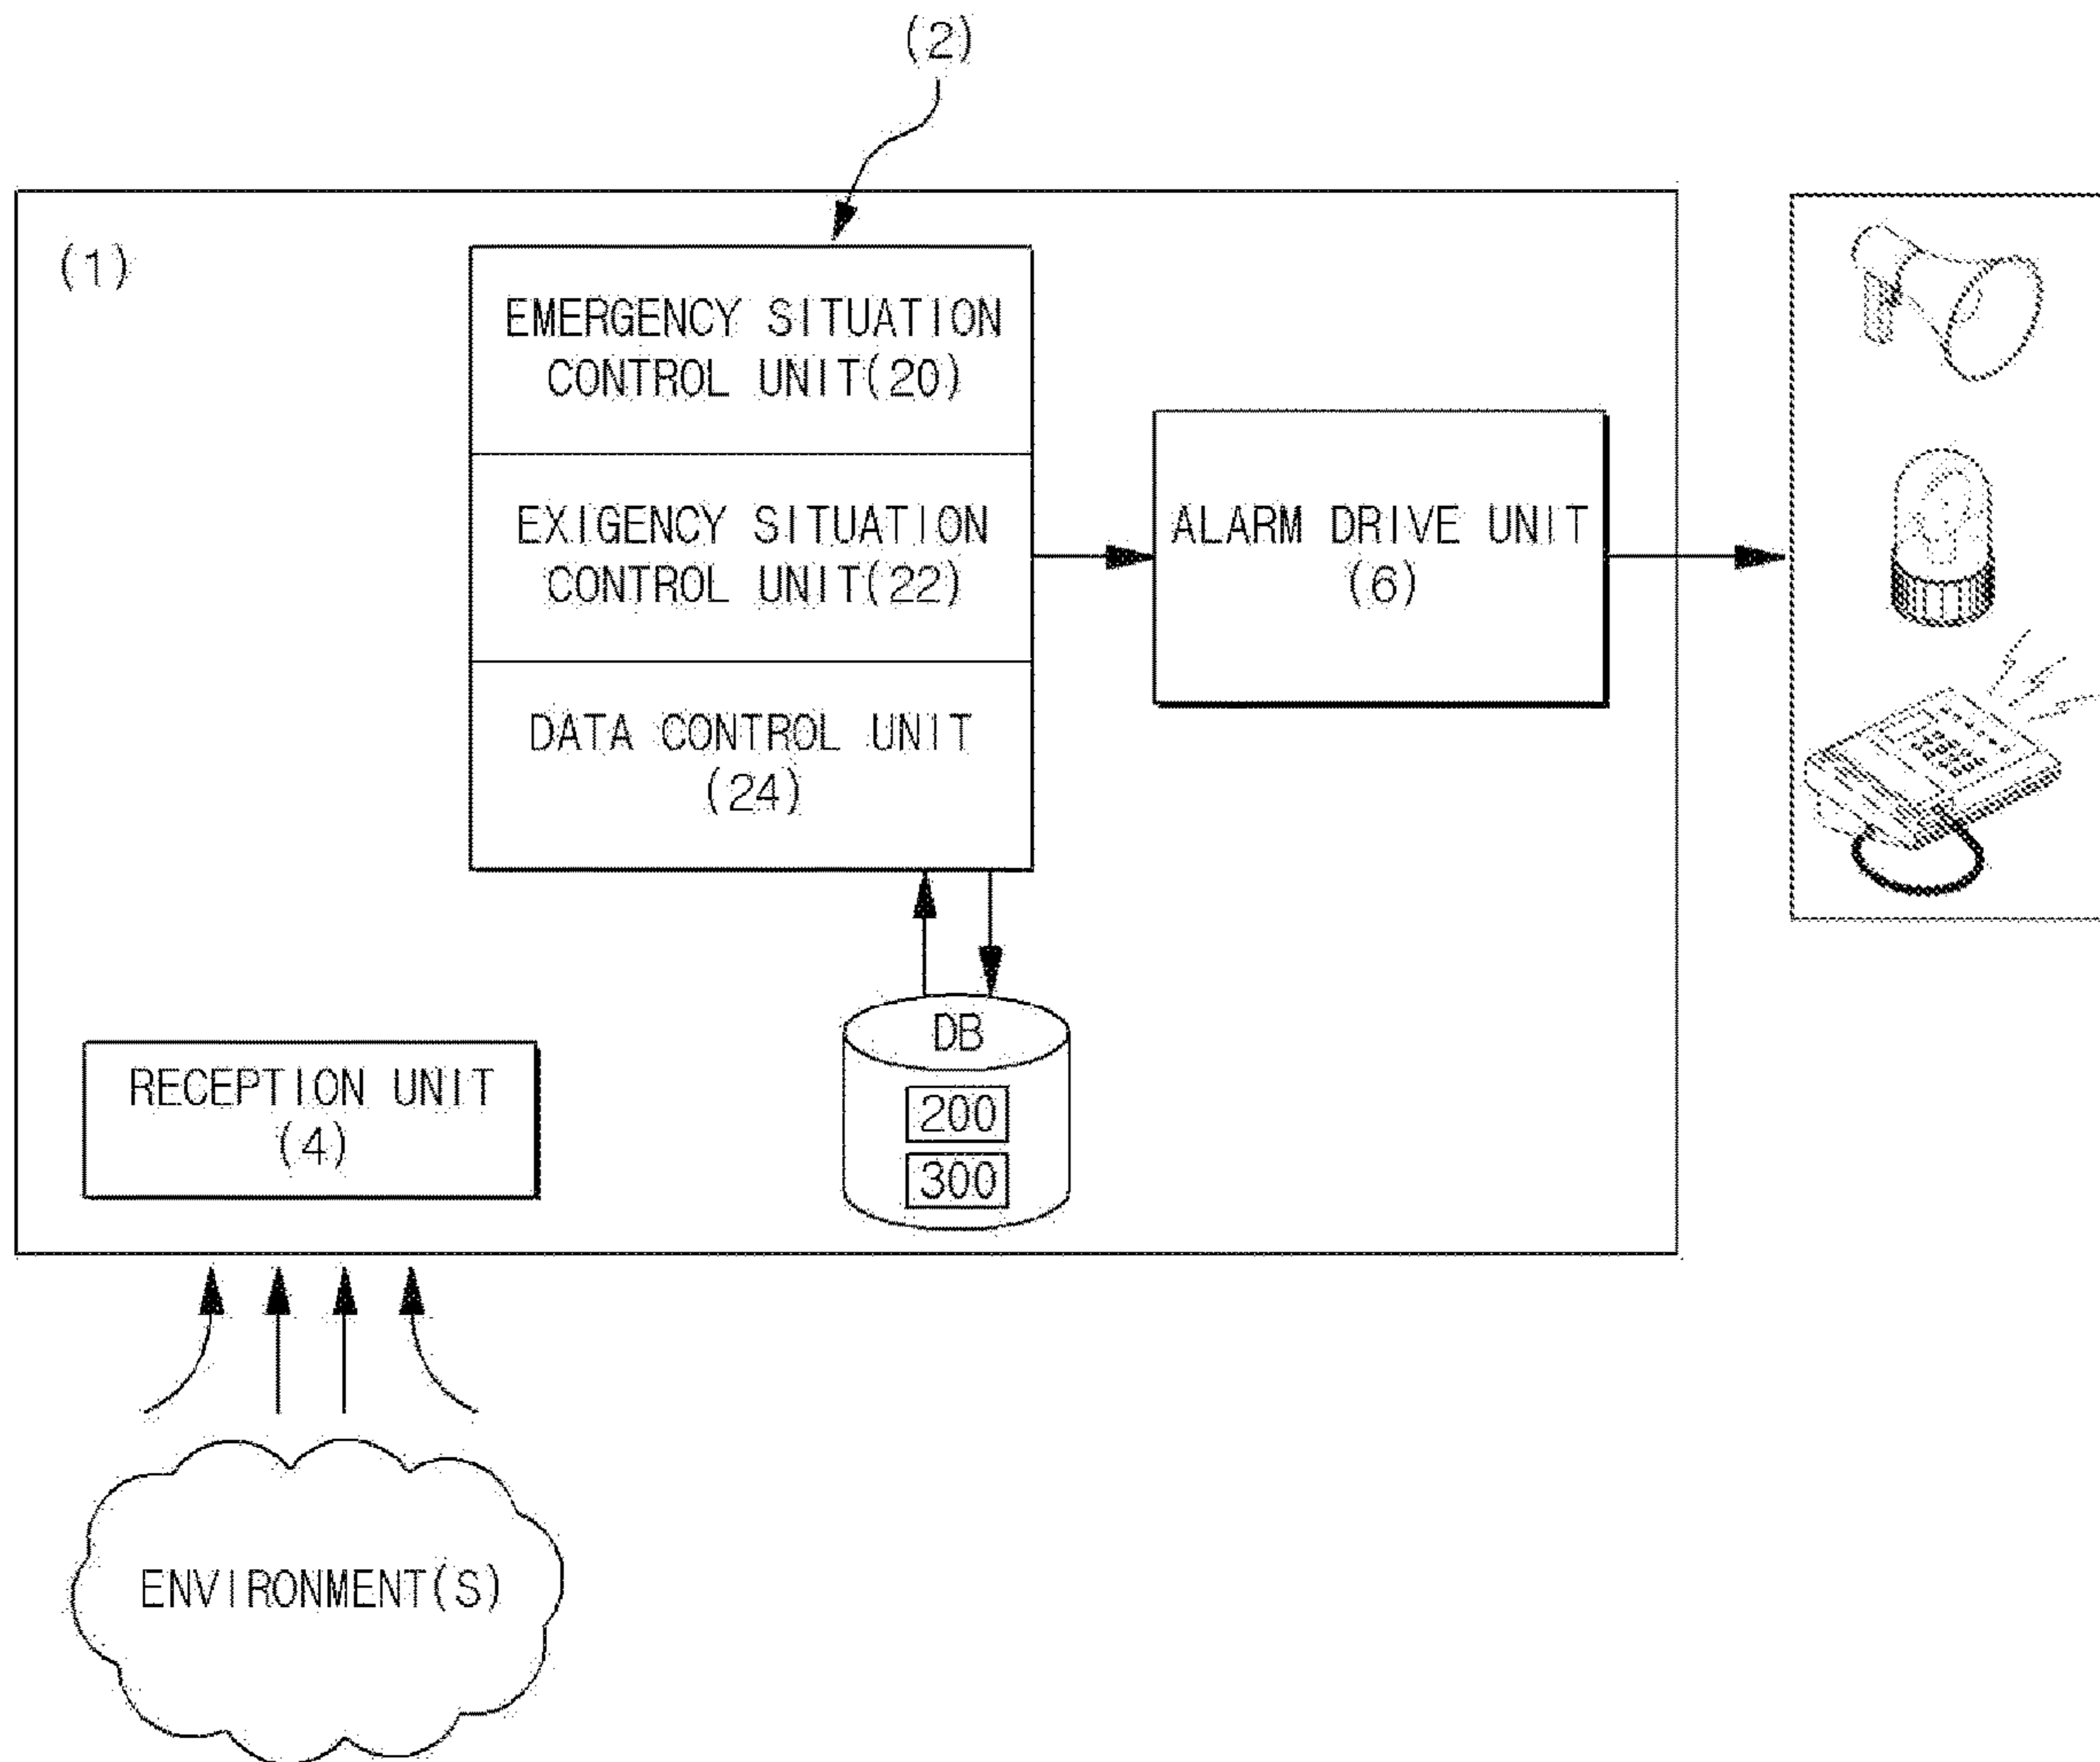 (2)
(1)
EMERGENCY SITUATION
CONTROL UNIT(20)
EXIGENCY SITUATION
CONTROL UNIT(22)
DATA CONTROL UNIT
(24)
ALARM DRIVE UNIT
(6)
DB
200
300
RECEPTION UNIT
(4)
ENVIRONMENT(S)